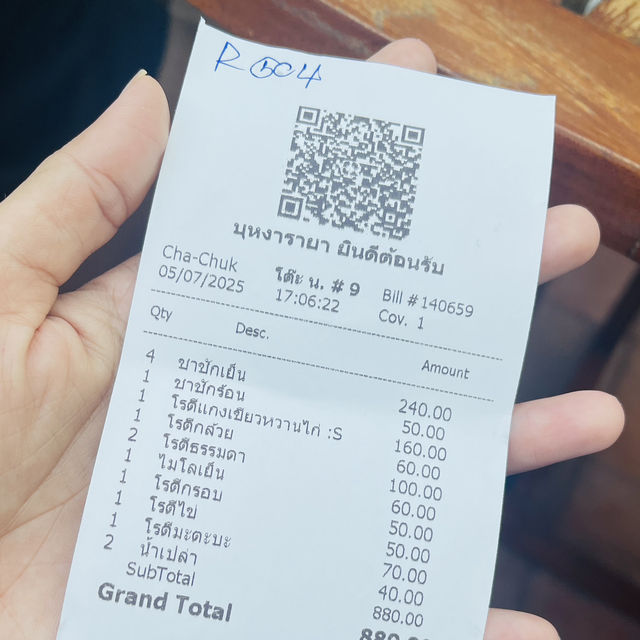 R 504
บุหงารายา ยินดีต้อนรับ
Cha-Chuk โต๊ะ น. # 9 Bill # 140659
05/07/2025 17:06:22 Cov. 1
Qty Desc. Amount
4 ชาชักเย็น 240.00
1 ชาชักร้อน 50.00
1 โรตีแกงเขียวหวานไก่ :S 160.00
1 โรตีกล้วย 60.00
2 โรตีธรรมดา 100.00
1 ไมโลเย็น 60.00
1 โรตีกรอบ 50.00
1 โรตีไข่ 50.00
1 โรตีมะตะบะ 70.00
2 น้ำเปล่า 40.00
SubTotal 880.00
Grand Total 880.00